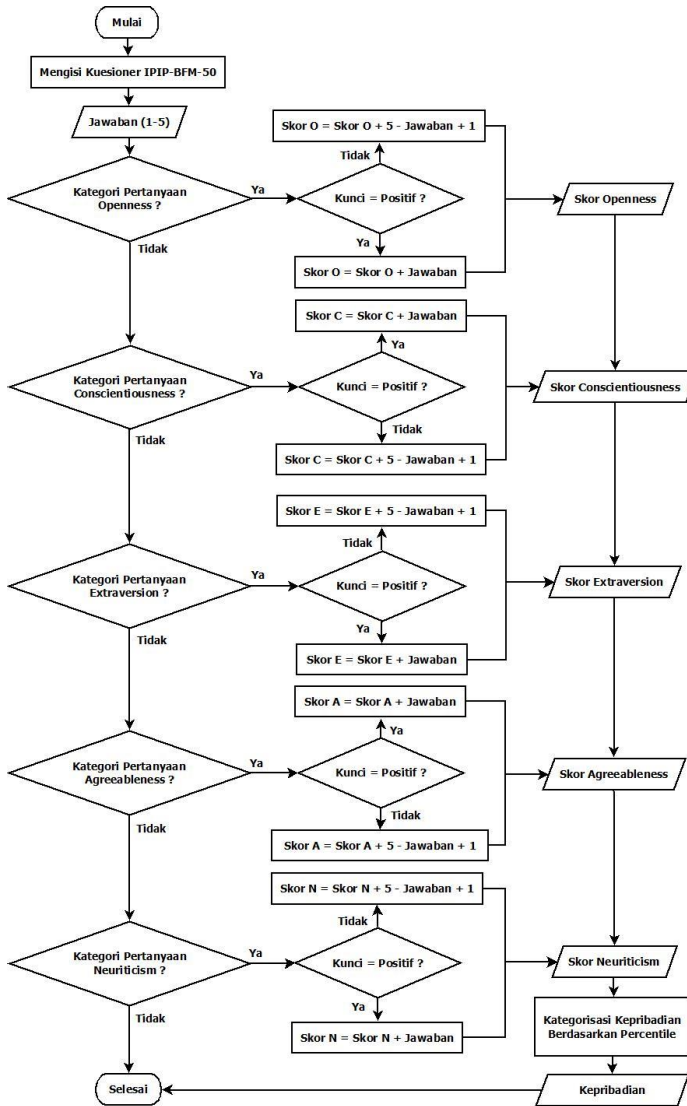 Mulai
Mengisi Kuesioner IPIP-BFM-50
Jawaban (1-5)
Skor O = Skor O + 5 - Jawaban + 1
Tidak
Kategori Pertanyaan
Openness ?
Ya
Kunci = Positif ?
Skor Openness
Ya
Tidak
Skor O = Skor O + Jawaban
Skor C = Skor C + Jawaban
Ya
Kategori Pertanyaan
Conscientiousness ?
Ya
Kunci = Positif ?
Skor Conscientiousness
Tidak
Tidak
Skor C = Skor C + 5 - Jawaban + 1
Skor E = Skor E + 5 - Jawaban + 1
Tidak
Kategori Pertanyaan
Extraversion ?
Ya
Kunci = Positif ?
Skor Extraversion
Ya
Tidak
Skor E = Skor E + Jawaban
Skor A = Skor A + Jawaban
Ya
Kategori Pertanyaan
Agreeableness ?
Ya
Kunci = Positif ?
Skor Agreeableness
Tidak
Tidak
Skor A = Skor A + 5 - Jawaban + 1
Skor N = Skor N + 5 - Jawaban + 1
Tidak
Kategori Pertanyaan
Neuriticism ?
Ya
Kunci = Positif ?
Skor Neuriticism
Ya
Tidak
Skor N = Skor N + Jawaban
Kategorisasi Kepribadian
Berdasarkan Percentile
Selesai
Kepribadian